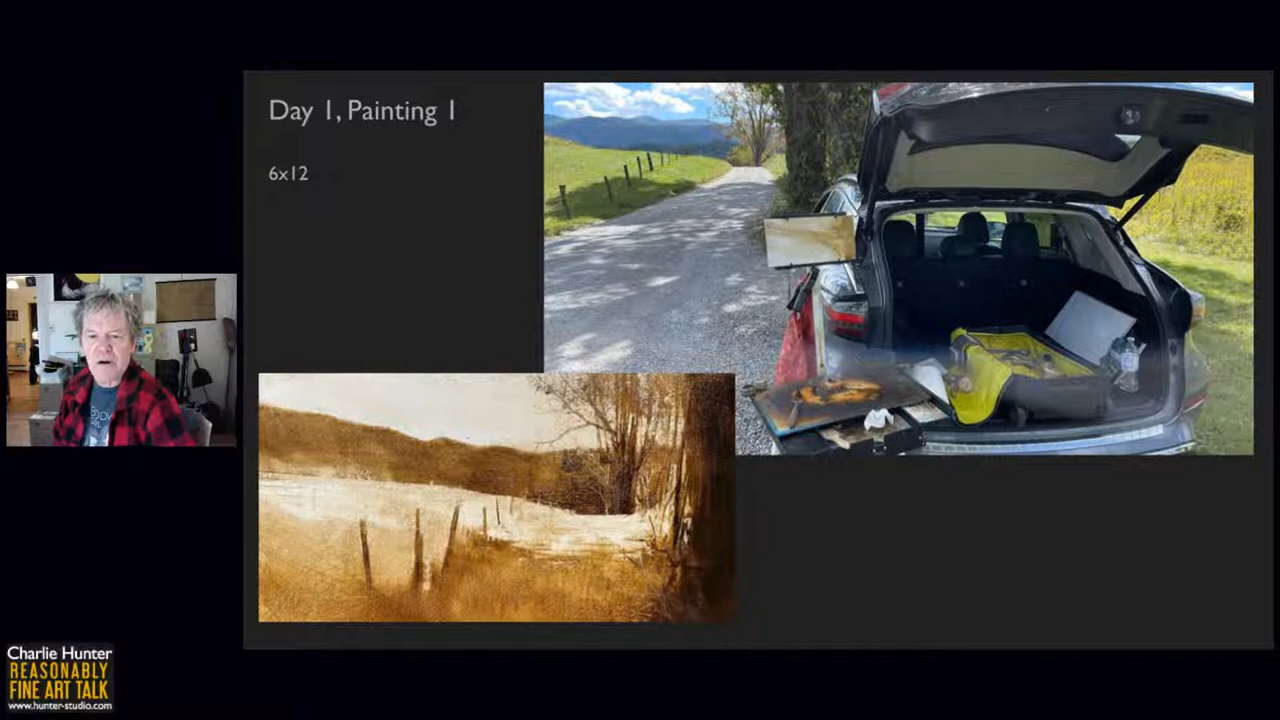 Day 1, Painting 1
6x12
Charlie Hunter
REASONABLY
FINE ART TALK
www.hunter-studio.com